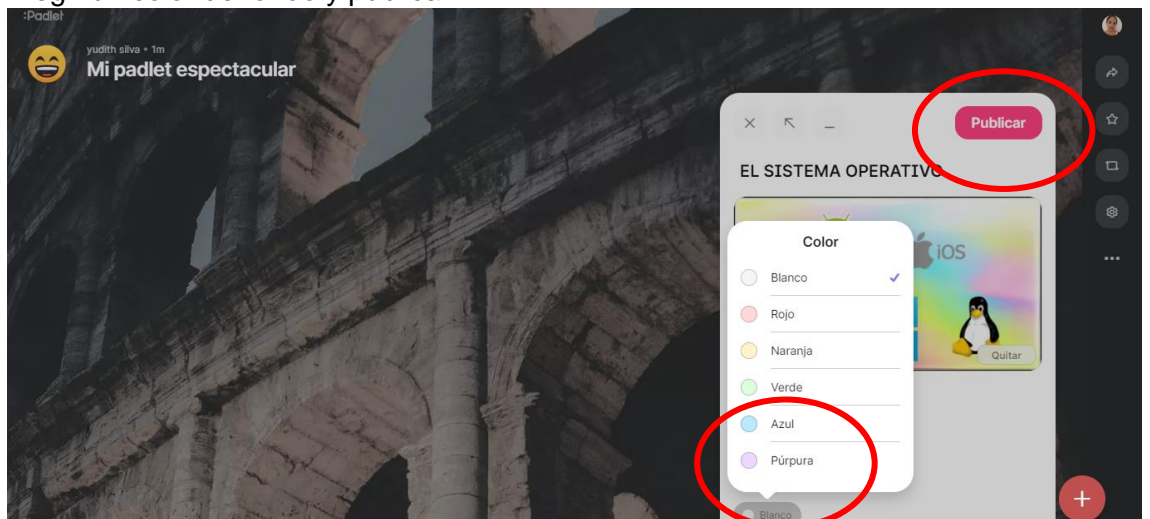 :Padlet
yudith silva • 1m
Mi padlet espectacular
Publicar
EL SISTEMA OPERATIVO
iOS
Quitar
Color
Blanco
Rojo
Naranja
Verde
Azul
Púrpura
Blanco